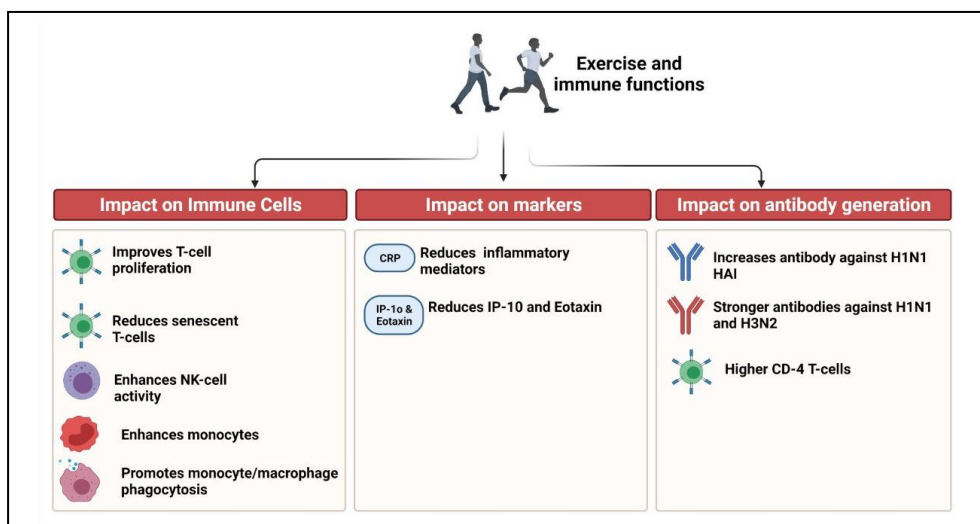 Exercise and
immune functions
Impact on Immune Cells
Improves T-cell
proliferation
Reduces senescent
T-cells
Enhances NK-cell
activity
Enhances monocytes
Promotes monocyte/macrophage
phagocytosis
Impact on markers
CRP
Reduces inflammatory
mediators
IP-1o &
Eotaxin
Reduces IP-10 and Eotaxin
Impact on antibody generation
Increases antibody against H1N1
HAI
Stronger antibodies against H1N1
and H3N2
Higher CD-4 T-cells